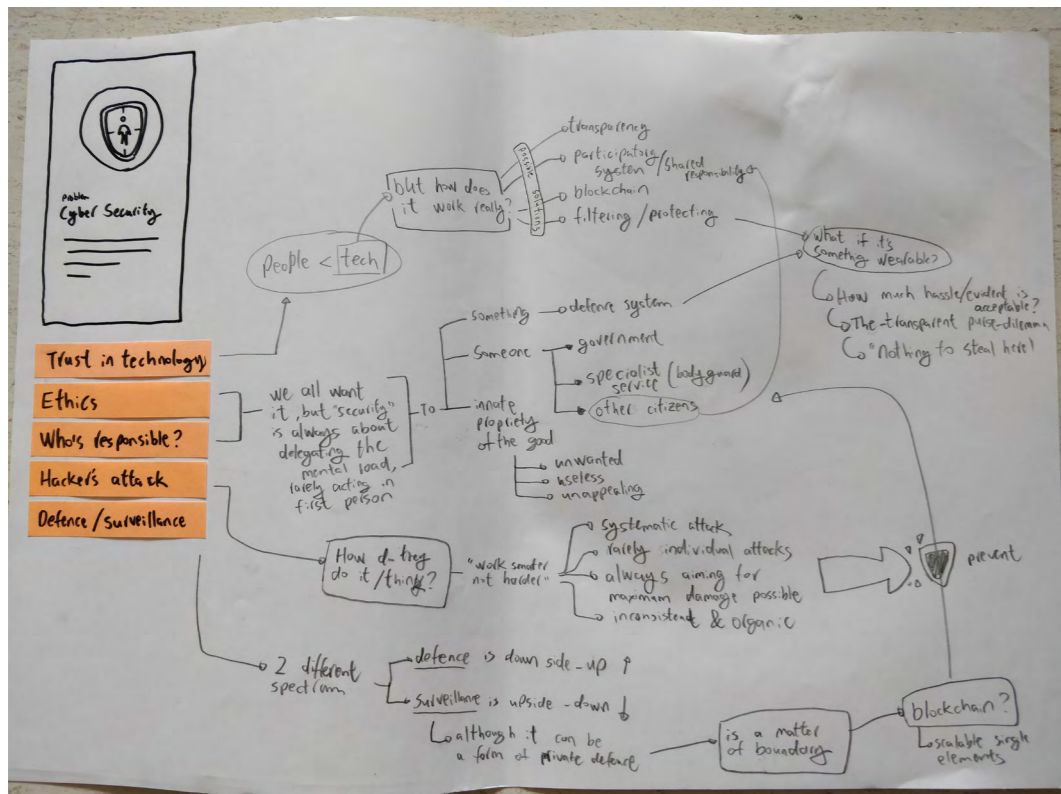 Problem
Cyber Security
Trust in technology
Ethics
Who's responsible?
Hacker's attack
Defence/surveillance
people < tech
but how does
it work really?
possible solutions
transparency
participatory
system/shared
responsibility
blockchain
filtering/protecting
what if it's
something wearable?
How much hassle/evident is
acceptable?
The transparent purse-dilemma
"Nothing to steal here!
we all want
it, but "security"
is always about
delegating the
mental load,
rarely acting in
first person
To
something
defence system
someone
government
specialist
service (bodyguard)
other citizens
innate
propriety
of the good
unwanted
useless
unappealing
How do they
do it/think?
"work smater
not harder"
systematic attack
rarely individual attacks
always aiming for
maximum damage possible
inconsistent & organic
prevent
2 different
spectrum
defence is down side-up
surveillance is upside-down
although it can be
a form of private defence
is a matter
of boundary
blockchain?
scalable single
elements